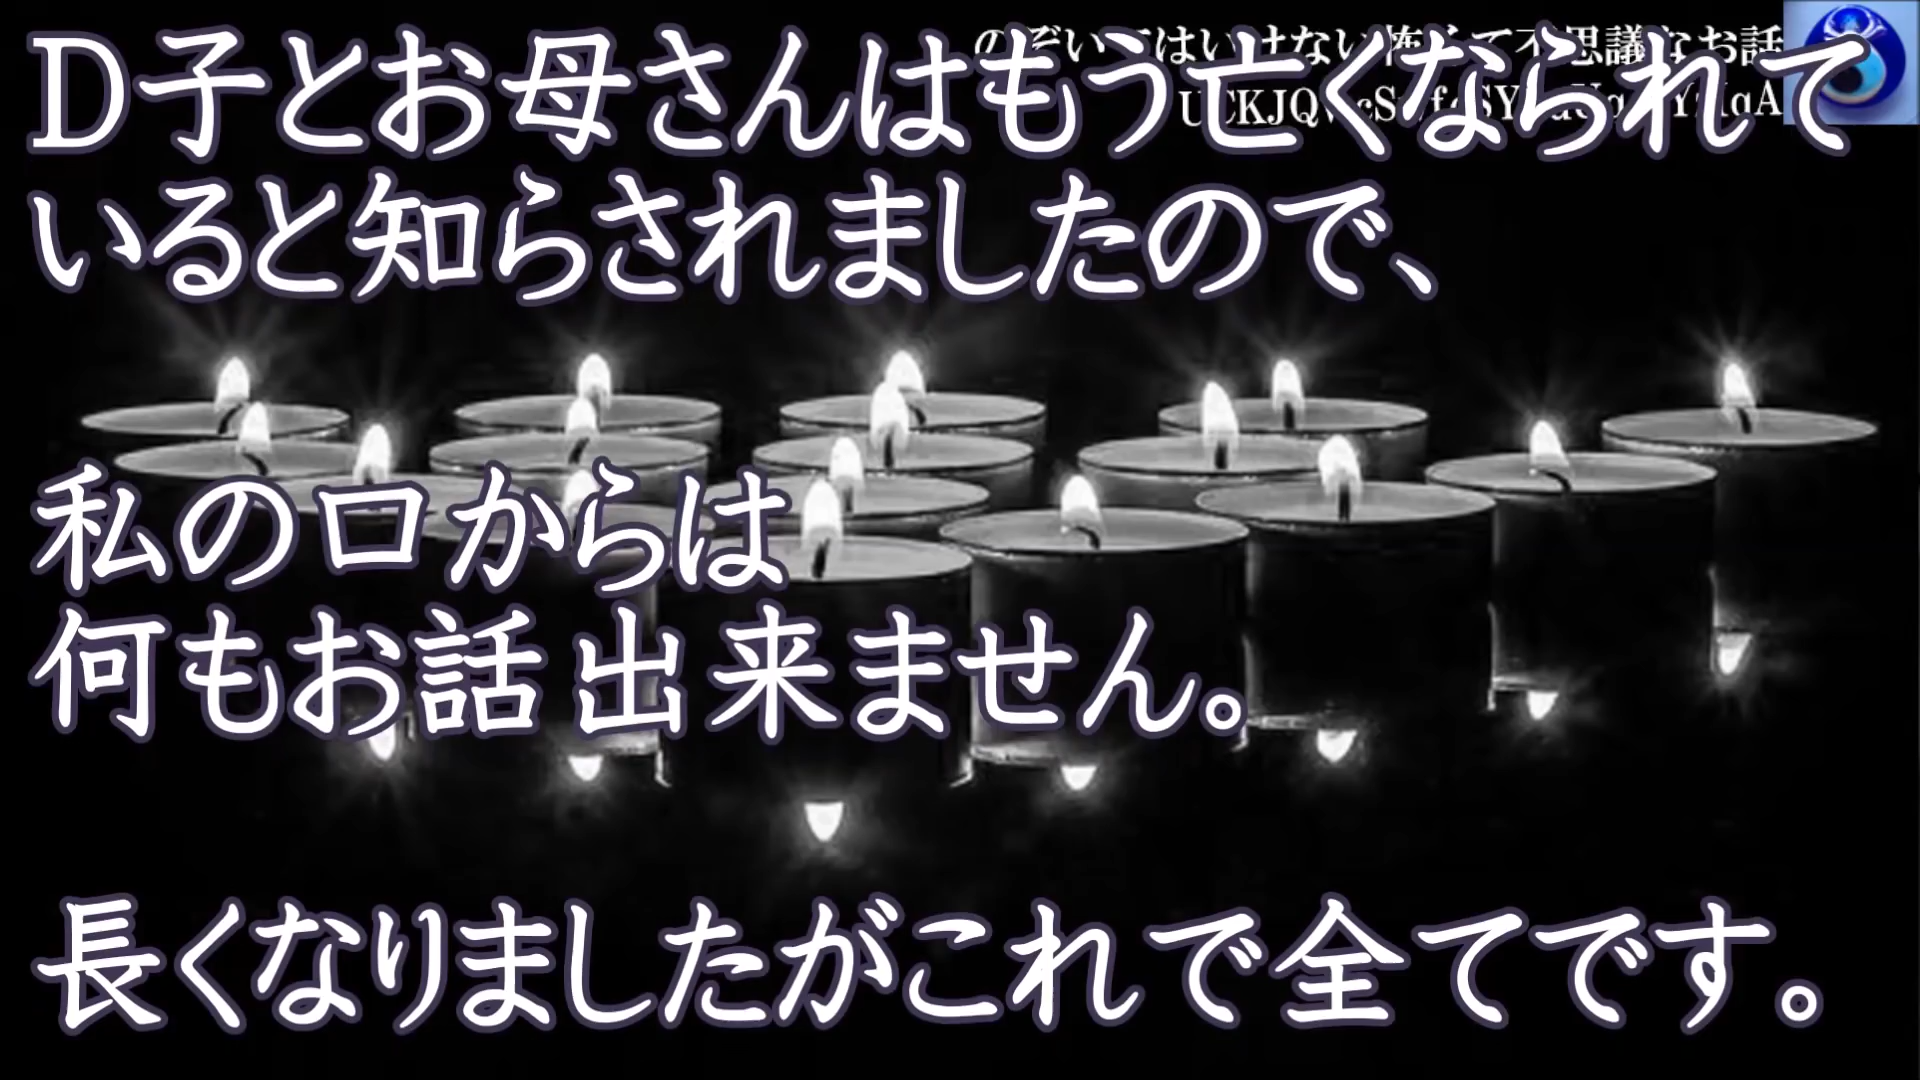 D子とお母さんはもう亡くなられて
いると知らされましたので、
私の口からは
何もお話出来ません。
長くなりましたがこれで全てです。